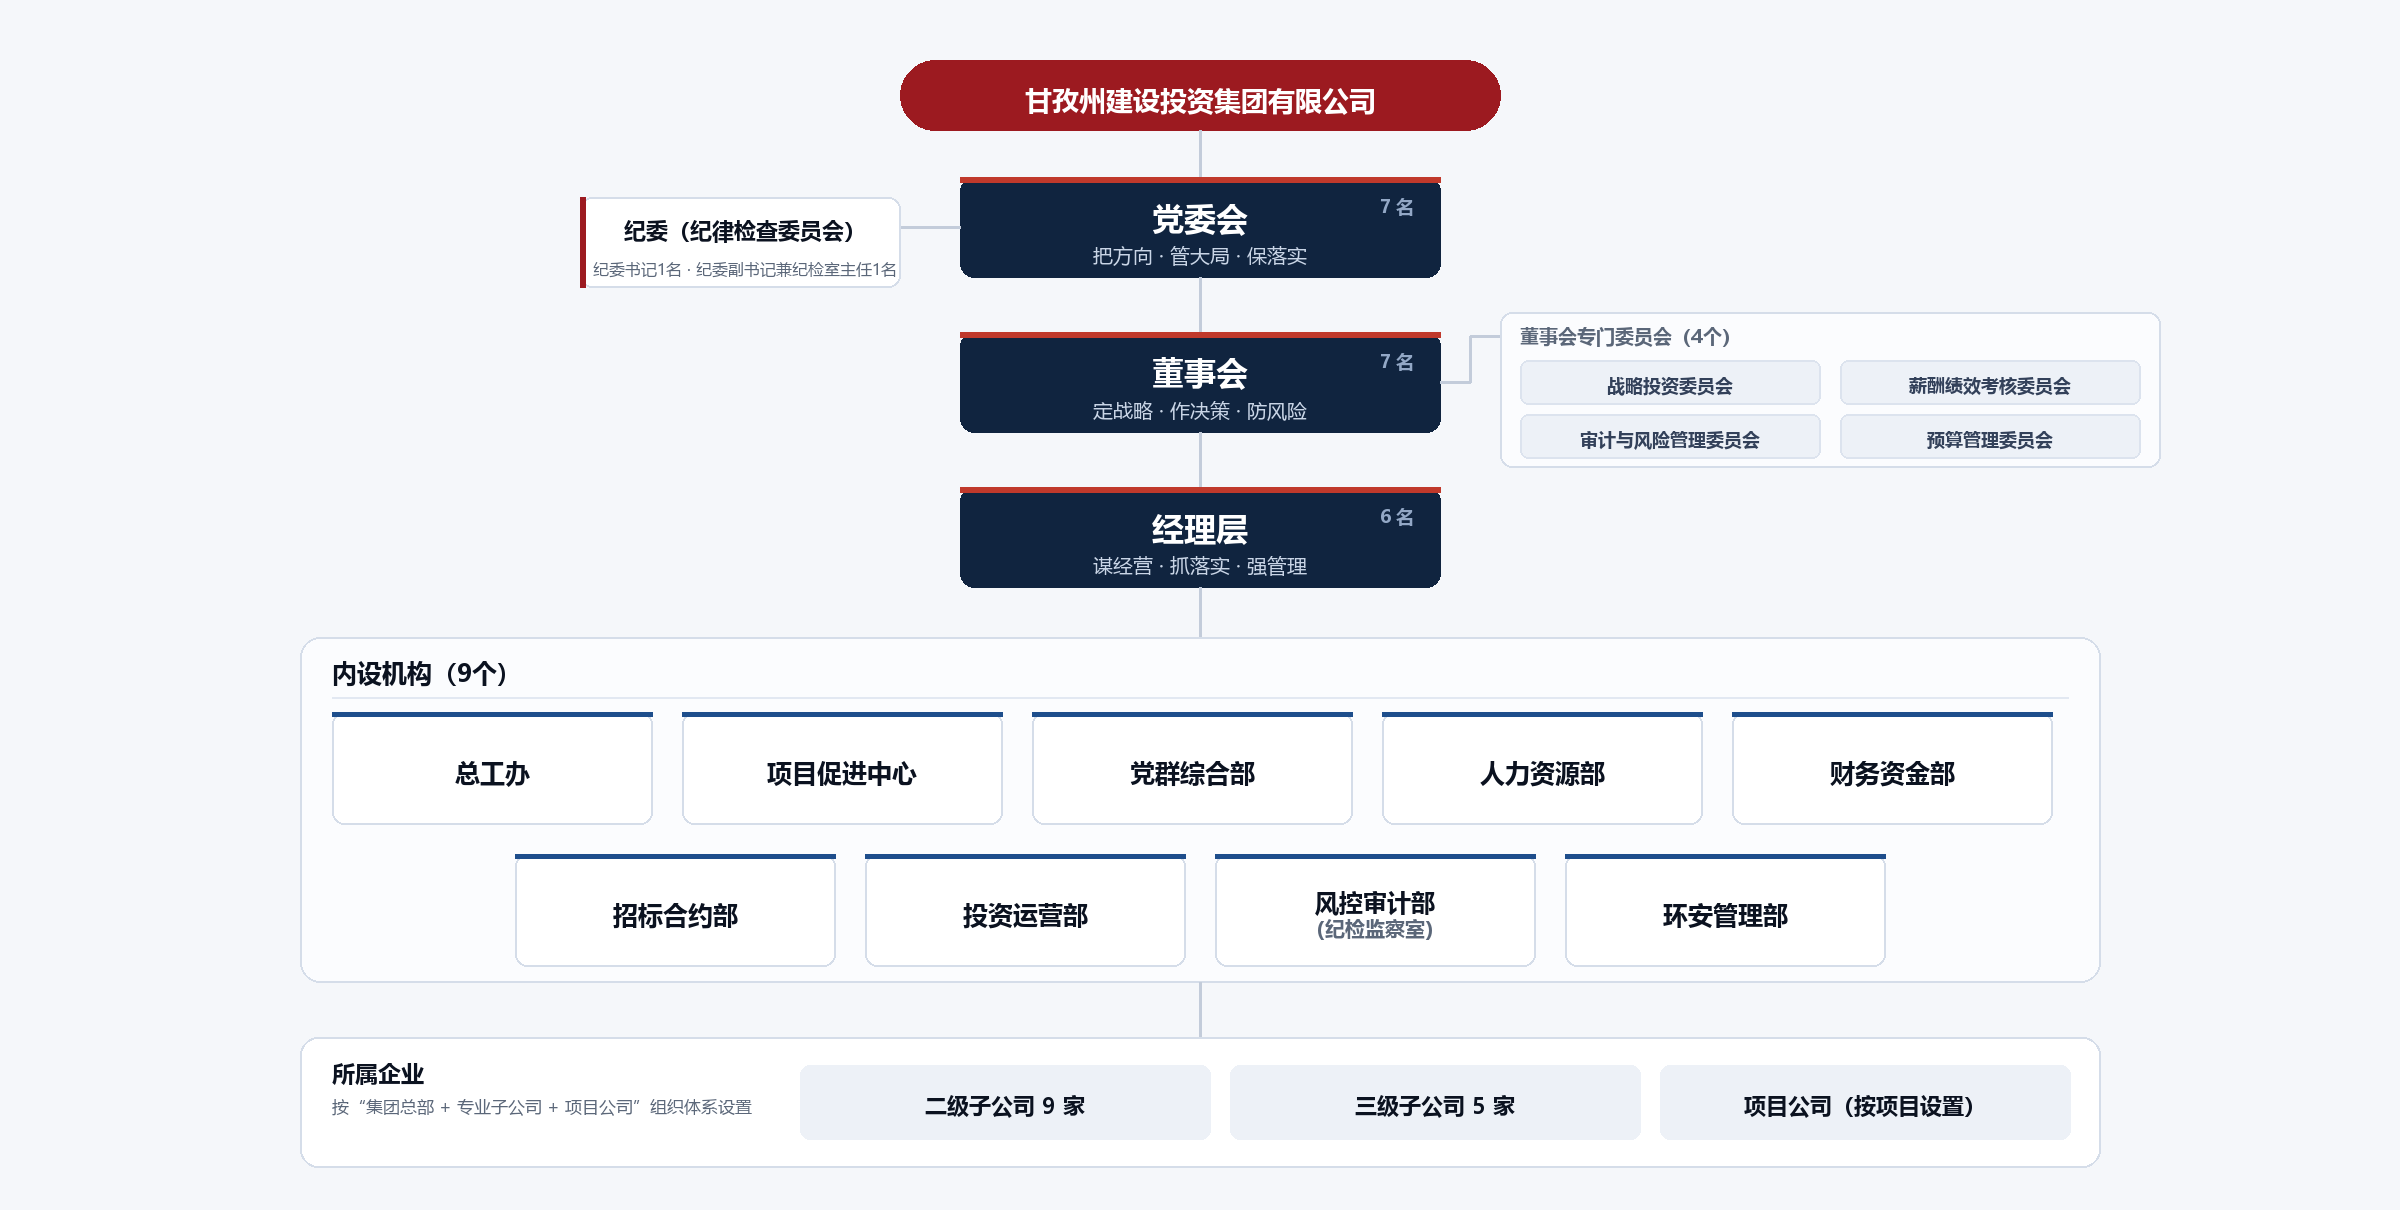 甘孜州建设投资集团有限公司
党委会
7 名
把方向 · 管大局 · 保落实
纪委（纪律检查委员会）
纪委书记1名 · 纪委副书记兼纪检室主任1名
董事会
7 名
定战略 · 作决策 · 防风险
董事会专门委员会（4个）
战略投资委员会
薪酬绩效考核委员会
审计与风险管理委员会
预算管理委员会
经理层
6 名
谋经营 · 抓落实 · 强管理
内设机构（9个）
总工办
项目促进中心
党群综合部
人力资源部
财务资金部
招标合约部
投资运营部
风控审计部
(纪检监察室)
环安管理部
所属企业
按“集团总部 + 专业子公司 + 项目公司”组织体系设置
二级子公司 9 家
三级子公司 5 家
项目公司（按项目设置）